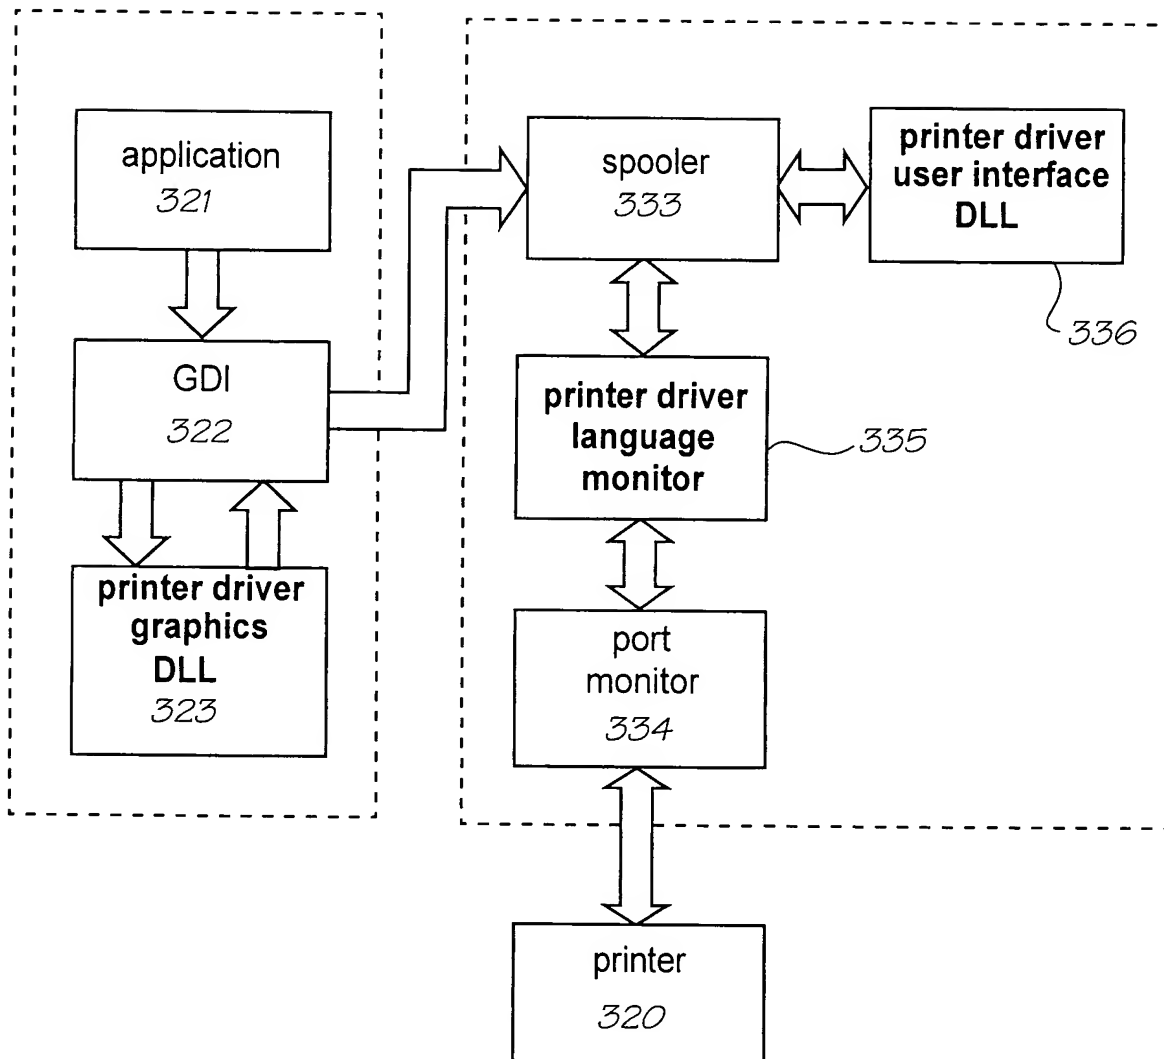 application
321
GDI
322
printer driver
graphics
DLL
323
spooler
333
printer driver
user interface
DLL
336
printer driver
language
monitor
335
port
monitor
334
printer
320